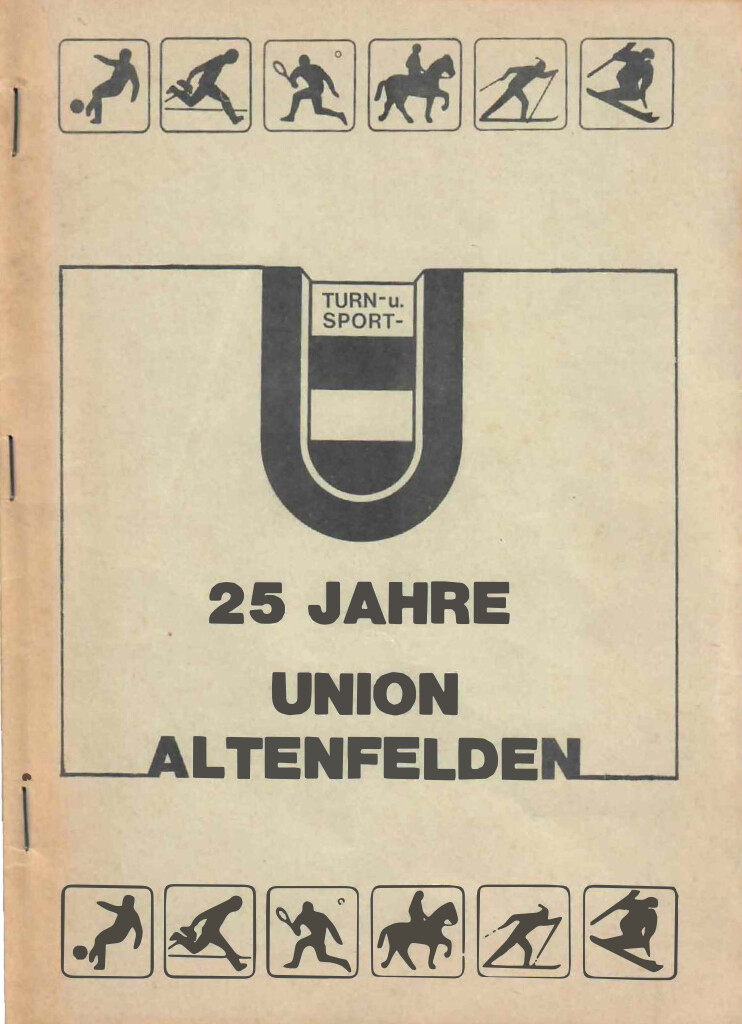 TURN-u.
SPORT-
25 JAHRE
UNION
ALTENFELDEN